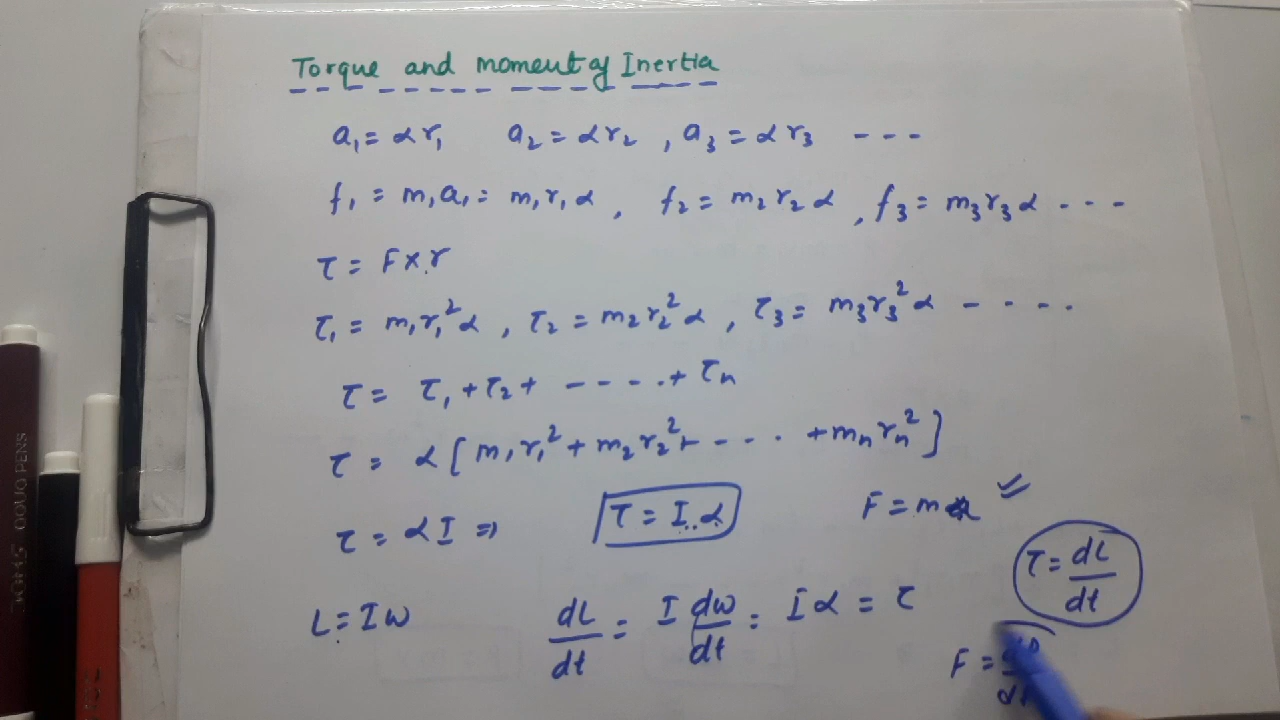 Torque and moment of Inertia
a₁ = αr₁ a₂ = αr₂ , a₃ = αr₃ ---
f₁ = m₁a₁ = m₁r₁α , f₂ = m₂r₂α , f₃ = m₃r₃α ---
τ = F×r
τ₁ = m₁r₁²α , τ₂ = m₂r₂²α , τ₃ = m₃r₃²α ----
τ = τ₁ + τ₂ + ----- + τₙ
τ = α[m₁r₁² + m₂r₂² + --- + mₙrₙ²]
τ = αI ⇒ τ = I.α F = ma
τ = dL/dt
L = Iω dL/dt = I dω/dt = Iα = τ
F =